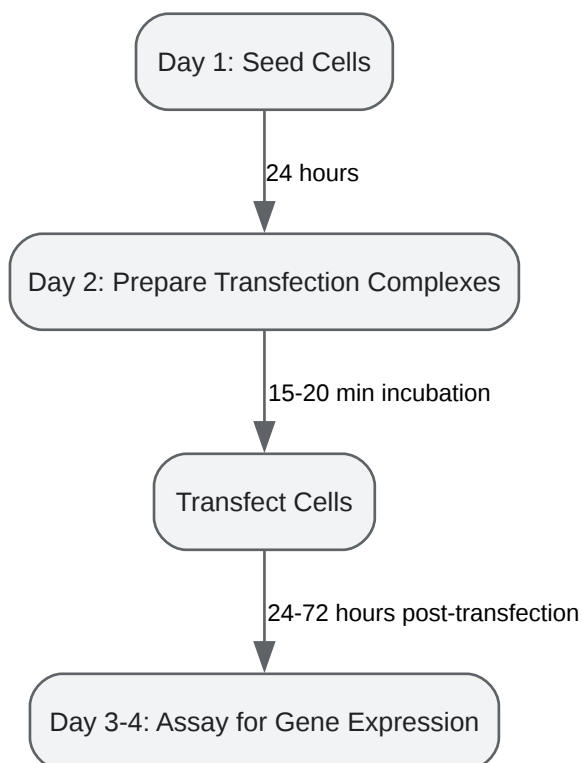 Day 1: Seed Cells
24 hours
Day 2: Prepare Transfection Complexes
15-20 min incubation
Transfect Cells
24-72 hours post-transfection
Day 3-4: Assay for Gene Expression